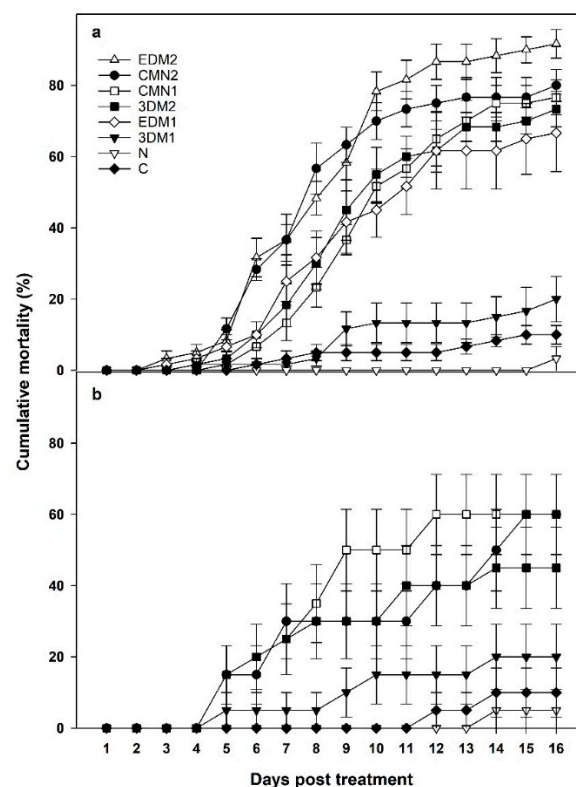 a
EDM2
CMN2
CMN1
3DM2
EDM1
3DM1
N
C
80
60
40
20
0
Cumulative mortality (%)
b
80
60
40
20
0
1 2 3 4 5 6 7 8 9 10 11 12 13 14 15 16
Days post treatment